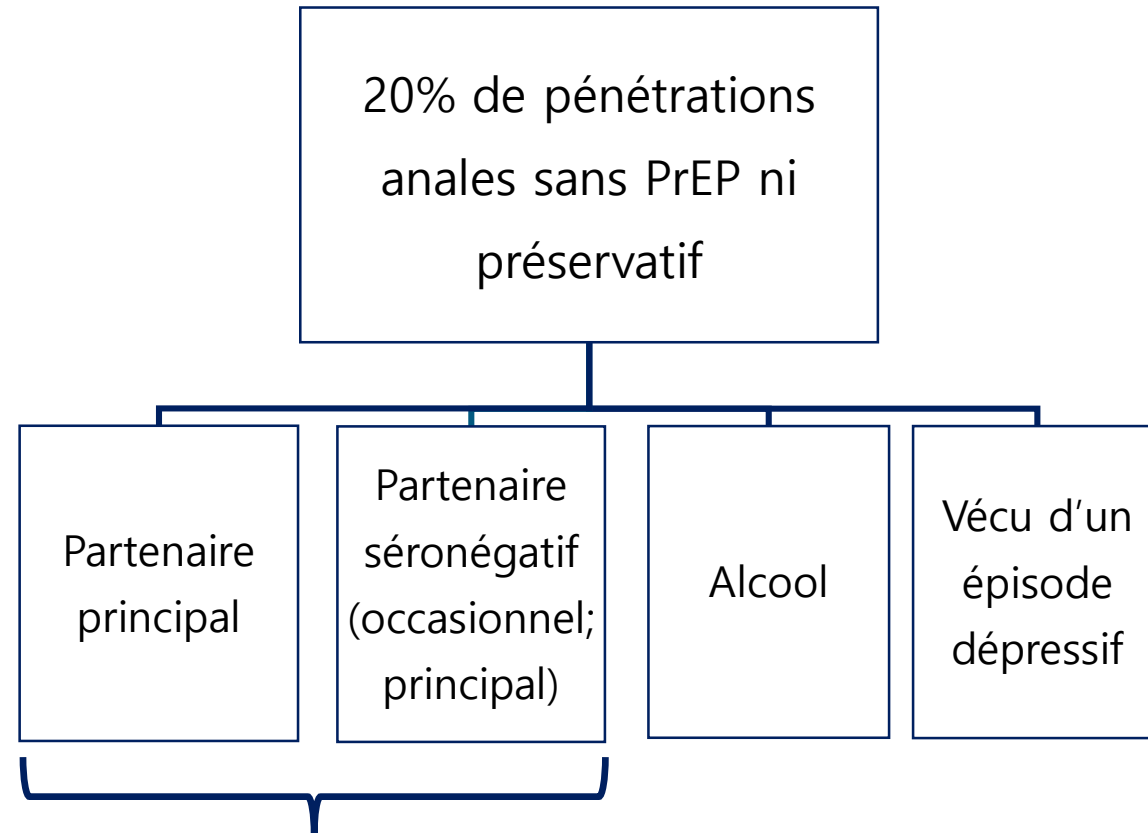 20% de pénétrations
anales sans PrEP ni
préservatif
Partenaire
principal
Partenaire
séronégatif
(occasionnel;
principal)
Alcool
Vécu d’un
épisode
dépressif